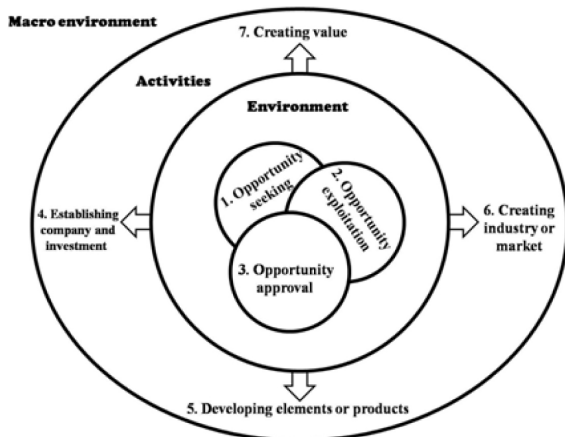 Macro environment
7. Creating value
Activities
Environment
1. Opportunity
seeking
2. Opportunity
exploitation
3. Opportunity
approval
4. Establishing
company and
investment
6. Creating
industry or
market
5. Developing elements or products